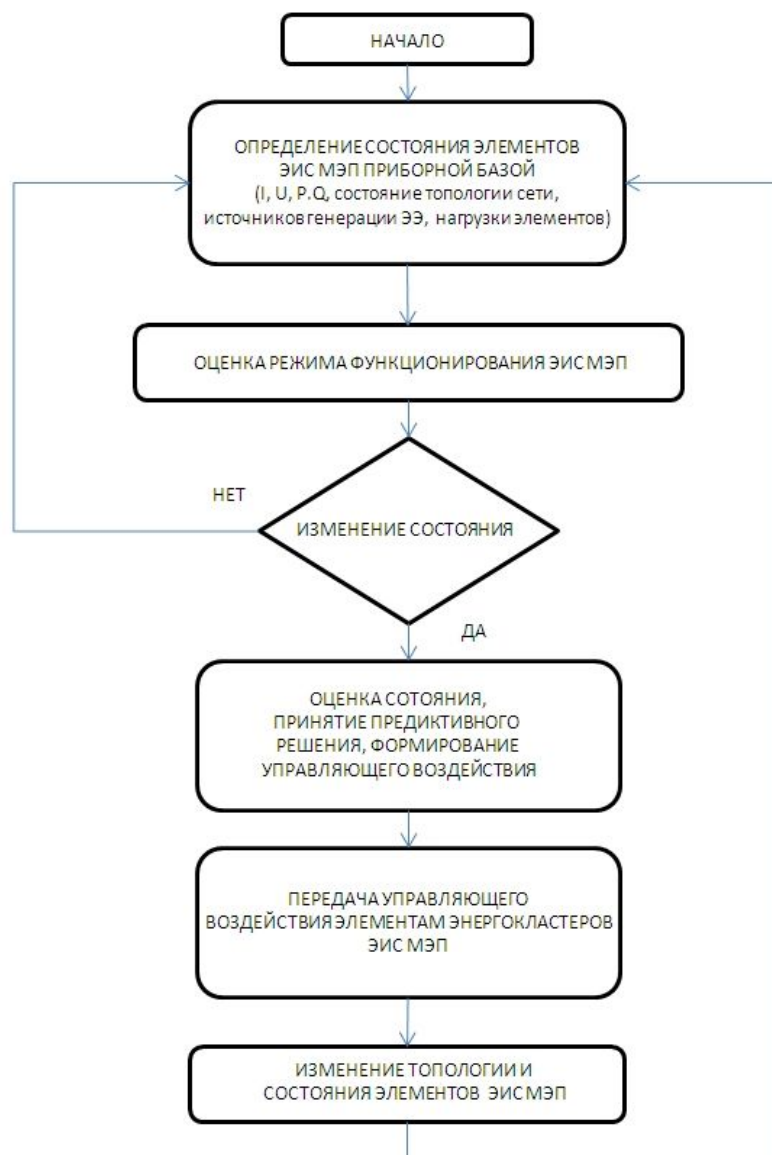 НАЧАЛО
ОПРЕДЕЛЕНИЕ СОСТОЯНИЯ ЭЛЕМЕНТОВ
ЭИС МЭП ПРИБОРНОЙ БАЗОЙ
(I, U, P.Q, состояние топологии сети,
источников генерации ЭЭ, нагрузки элементов)
ОЦЕНКА РЕЖИМА ФУНКЦИОНИРОВАНИЯ ЭИС МЭП
НЕТ
ИЗМЕНЕНИЕ СОСТОЯНИЯ
ДА
ОЦЕНКА СОТОЯНИЯ,
ПРИНЯТИЕ ПРЕДИКТИВНОГО
РЕШЕНИЯ, ФОРМИРОВАНИЕ
УПРАВЛЯЮЩЕГО ВОЗДЕЙСТВИЯ
ПЕРЕДАЧА УПРАВЛЯЮЩЕГО
ВОЗДЕЙСТВИЯ ЭЛЕМЕНТАМ ЭНЕРГОКЛАСТЕРОВ
ЭИС МЭП
ИЗМЕНЕНИЕ ТОПОЛОГИИ И
СОСТОЯНИЯ ЭЛЕМЕНТОВ ЭИС МЭП